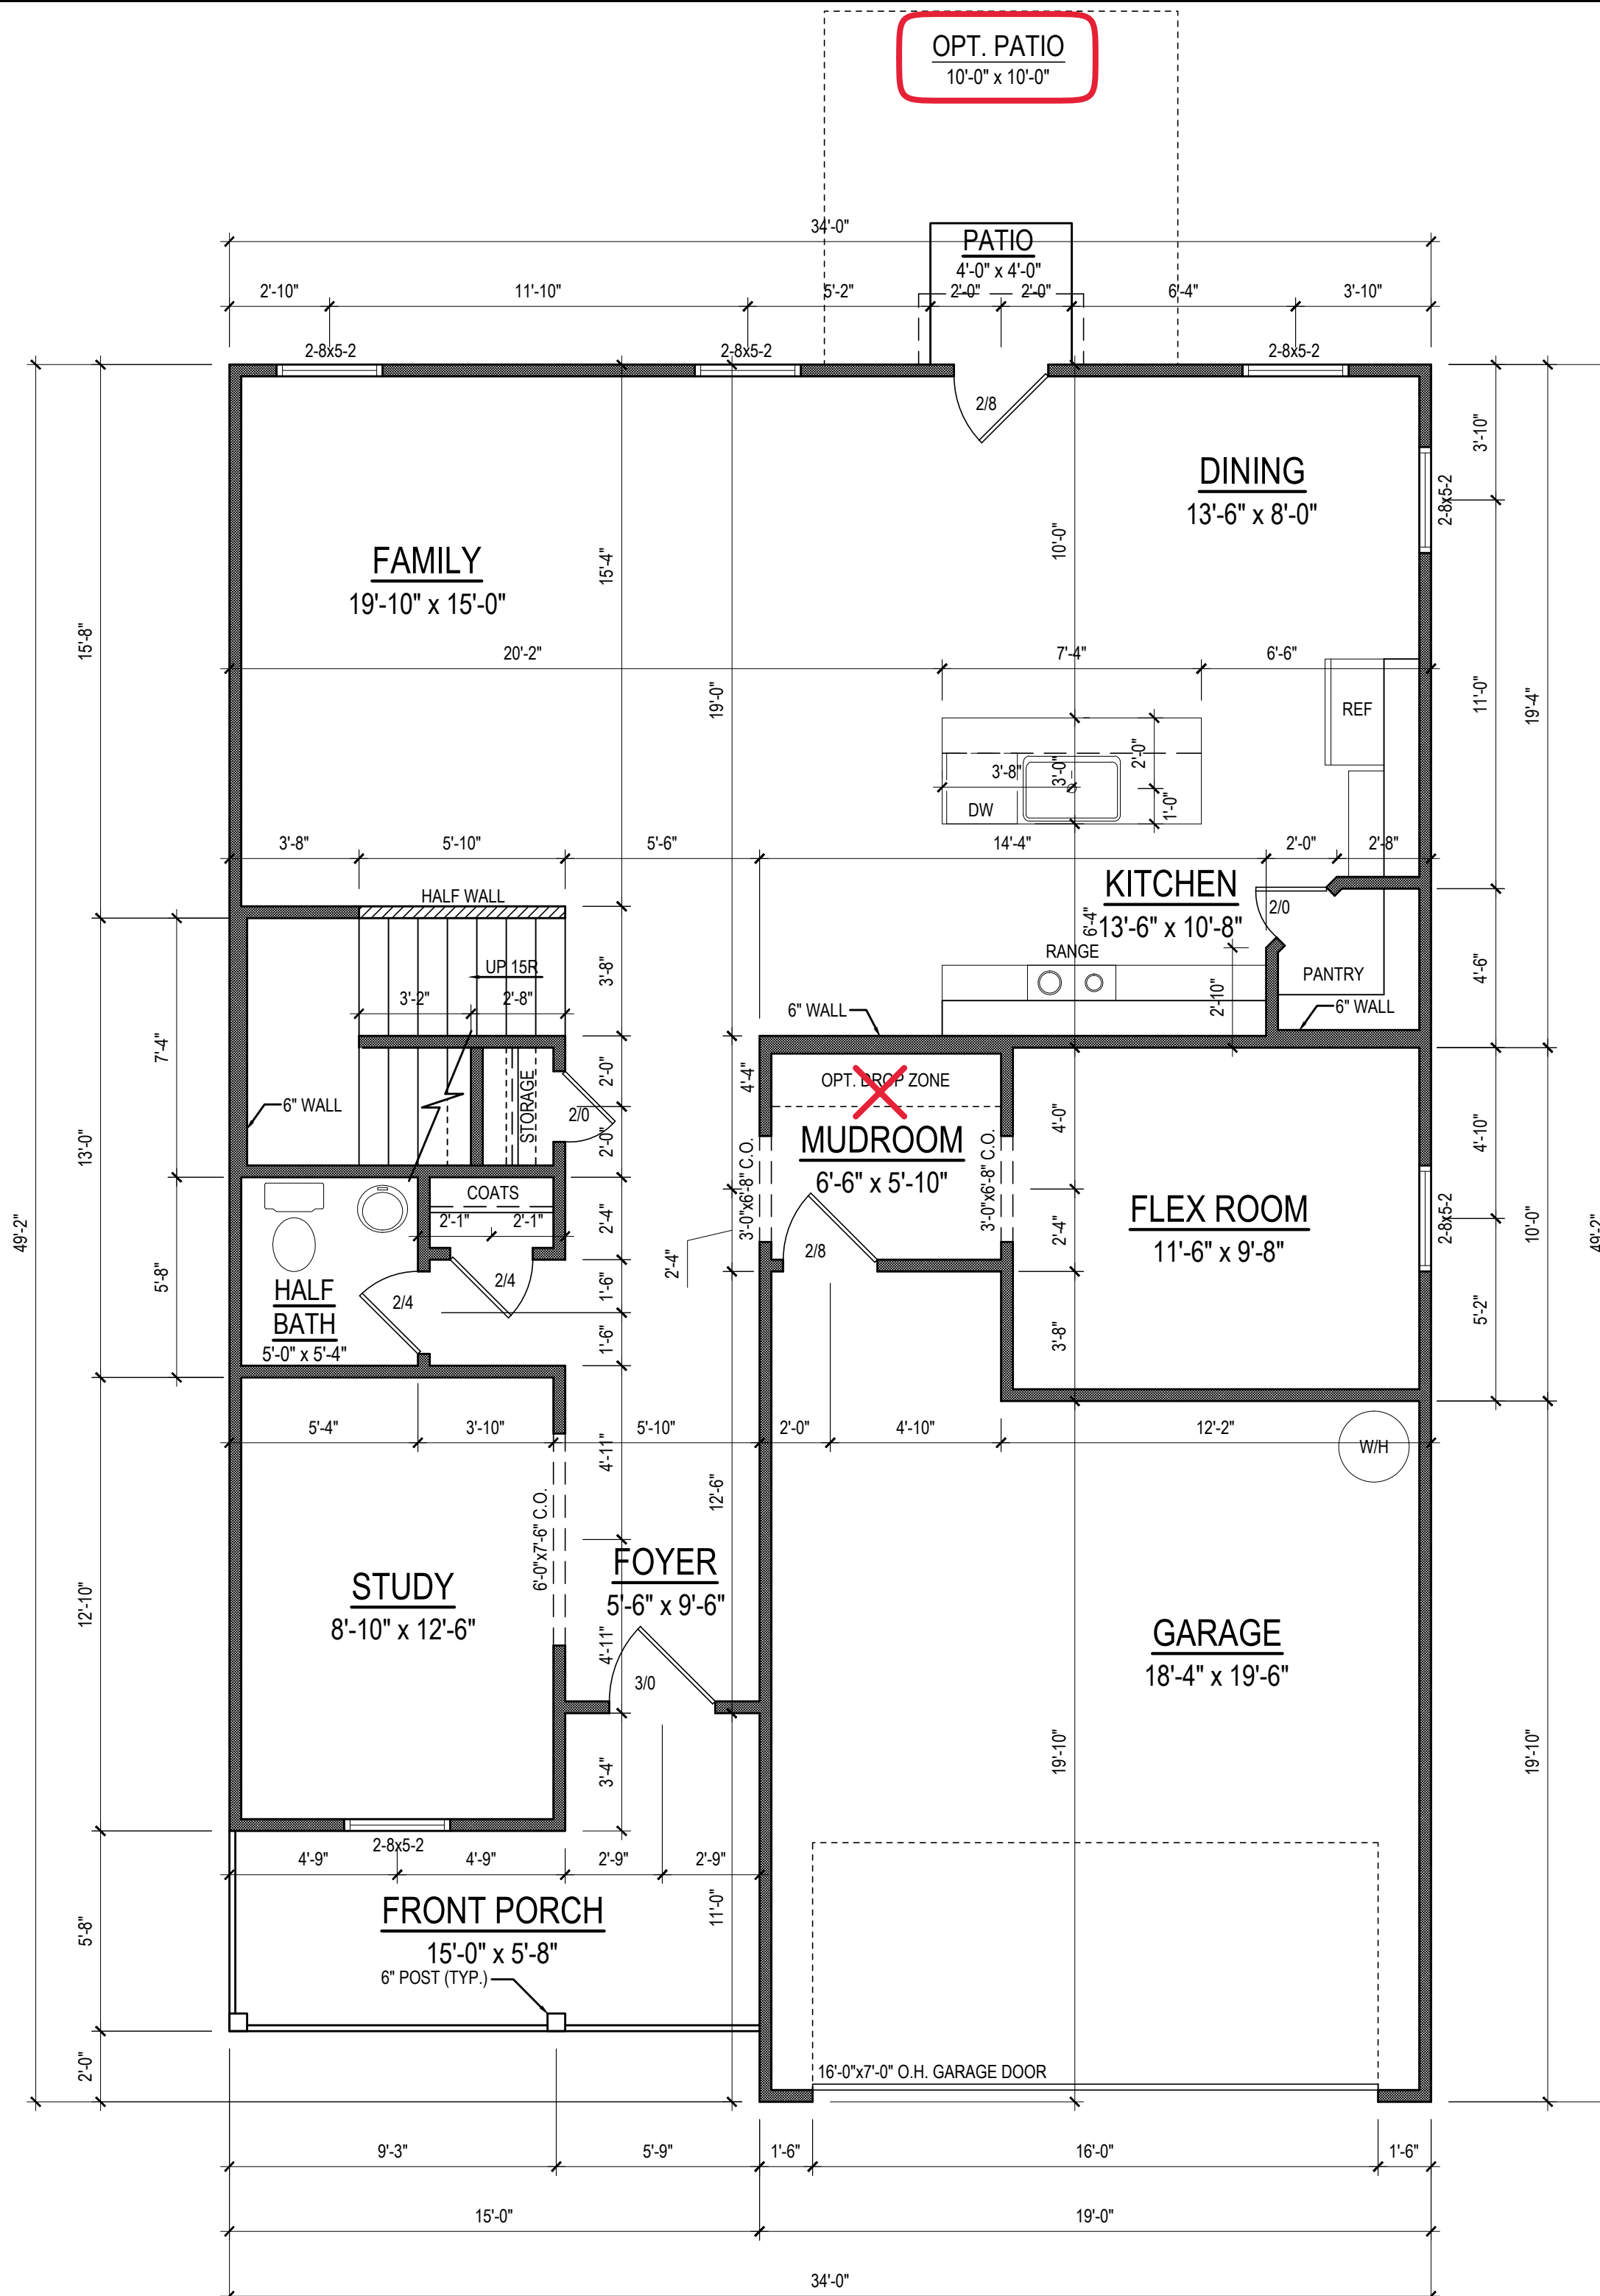 OPT. PATIO
10'-0" x 10'-0"
34'-0"
PATIO
4'-0" x 4'-0"
2'-10"
11'-10"
5'-2"
2'-0"
2'-0"
6'-4"
3'-10"
2-8x5-2
2-8x5-2
2-8x5-2
2/8
3'-10"
DINING
13'-6" x 8'-0"
2-8x5-2
10'-0"
FAMILY
19'-10" x 15'-0"
15'-4"
15'-8"
20'-2"
7'-4"
6'-6"
19'-0"
11'-0"
19'-4"
REF
3'-8"
3'-0"
2'-0"
1'-0"
DW
3'-8"
5'-10"
5'-6"
14'-4"
2'-0"
2'-8"
HALF WALL
KITCHEN
13'-6" x 10'-8"
6'-4"
2/0
UP 15R
3'-8"
RANGE
PANTRY
4'-6"
3'-2"
2'-8"
2'-10"
6" WALL
6" WALL
7'-4"
6" WALL
STORAGE
2/0
2'-0"
2'-0"
4'-4"
OPT. DROP ZONE
MUDROOM
6'-6" x 5'-10"
3'-0"x6'-8" C.O.
3'-0"x6'-8" C.O.
4'-0"
4'-10"
13'-0"
COATS
2'-1"
2'-1"
2'-4"
FLEX ROOM
11'-6" x 9'-8"
2-8x5-2
10'-0"
49'-2"
49'-2"
2'-4"
2'-4"
2/8
5'-8"
HALF
BATH
5'-0" x 5'-4"
2/4
2/4
1'-6"
1'-6"
3'-8"
5'-2"
5'-4"
3'-10"
5'-10"
2'-0"
4'-10"
12'-2"
W/H
4'-11"
12'-6"
6'-0"x7'-6" C.O.
FOYER
5'-6" x 9'-6"
STUDY
8'-10" x 12'-6"
12'-10"
4'-11"
3/0
GARAGE
18'-4" x 19'-6"
3'-4"
19'-10"
19'-10"
2-8x5-2
4'-9"
4'-9"
2'-9"
2'-9"
FRONT PORCH
15'-0" x 5'-8"
11'-0"
5'-8"
6" POST (TYP.)
2'-0"
16'-0"x7'-0" O.H. GARAGE DOOR
9'-3"
5'-9"
1'-6"
16'-0"
1'-6"
15'-0"
19'-0"
34'-0"